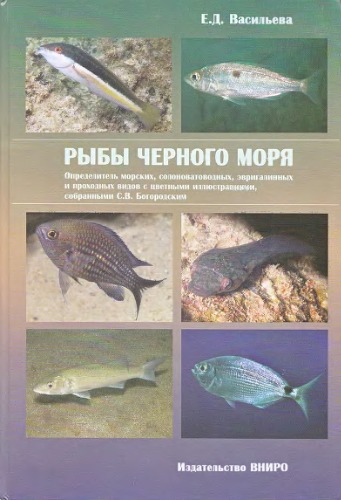 Е.Д. Васильева
РЫБЫ ЧЕРНОГО МОРЯ
Определитель морских, солоноватоводных, эвригалинных
и проходных видов с цветными иллюстрациями,
собранными С.В. Богородским
Издательство ВНИРО